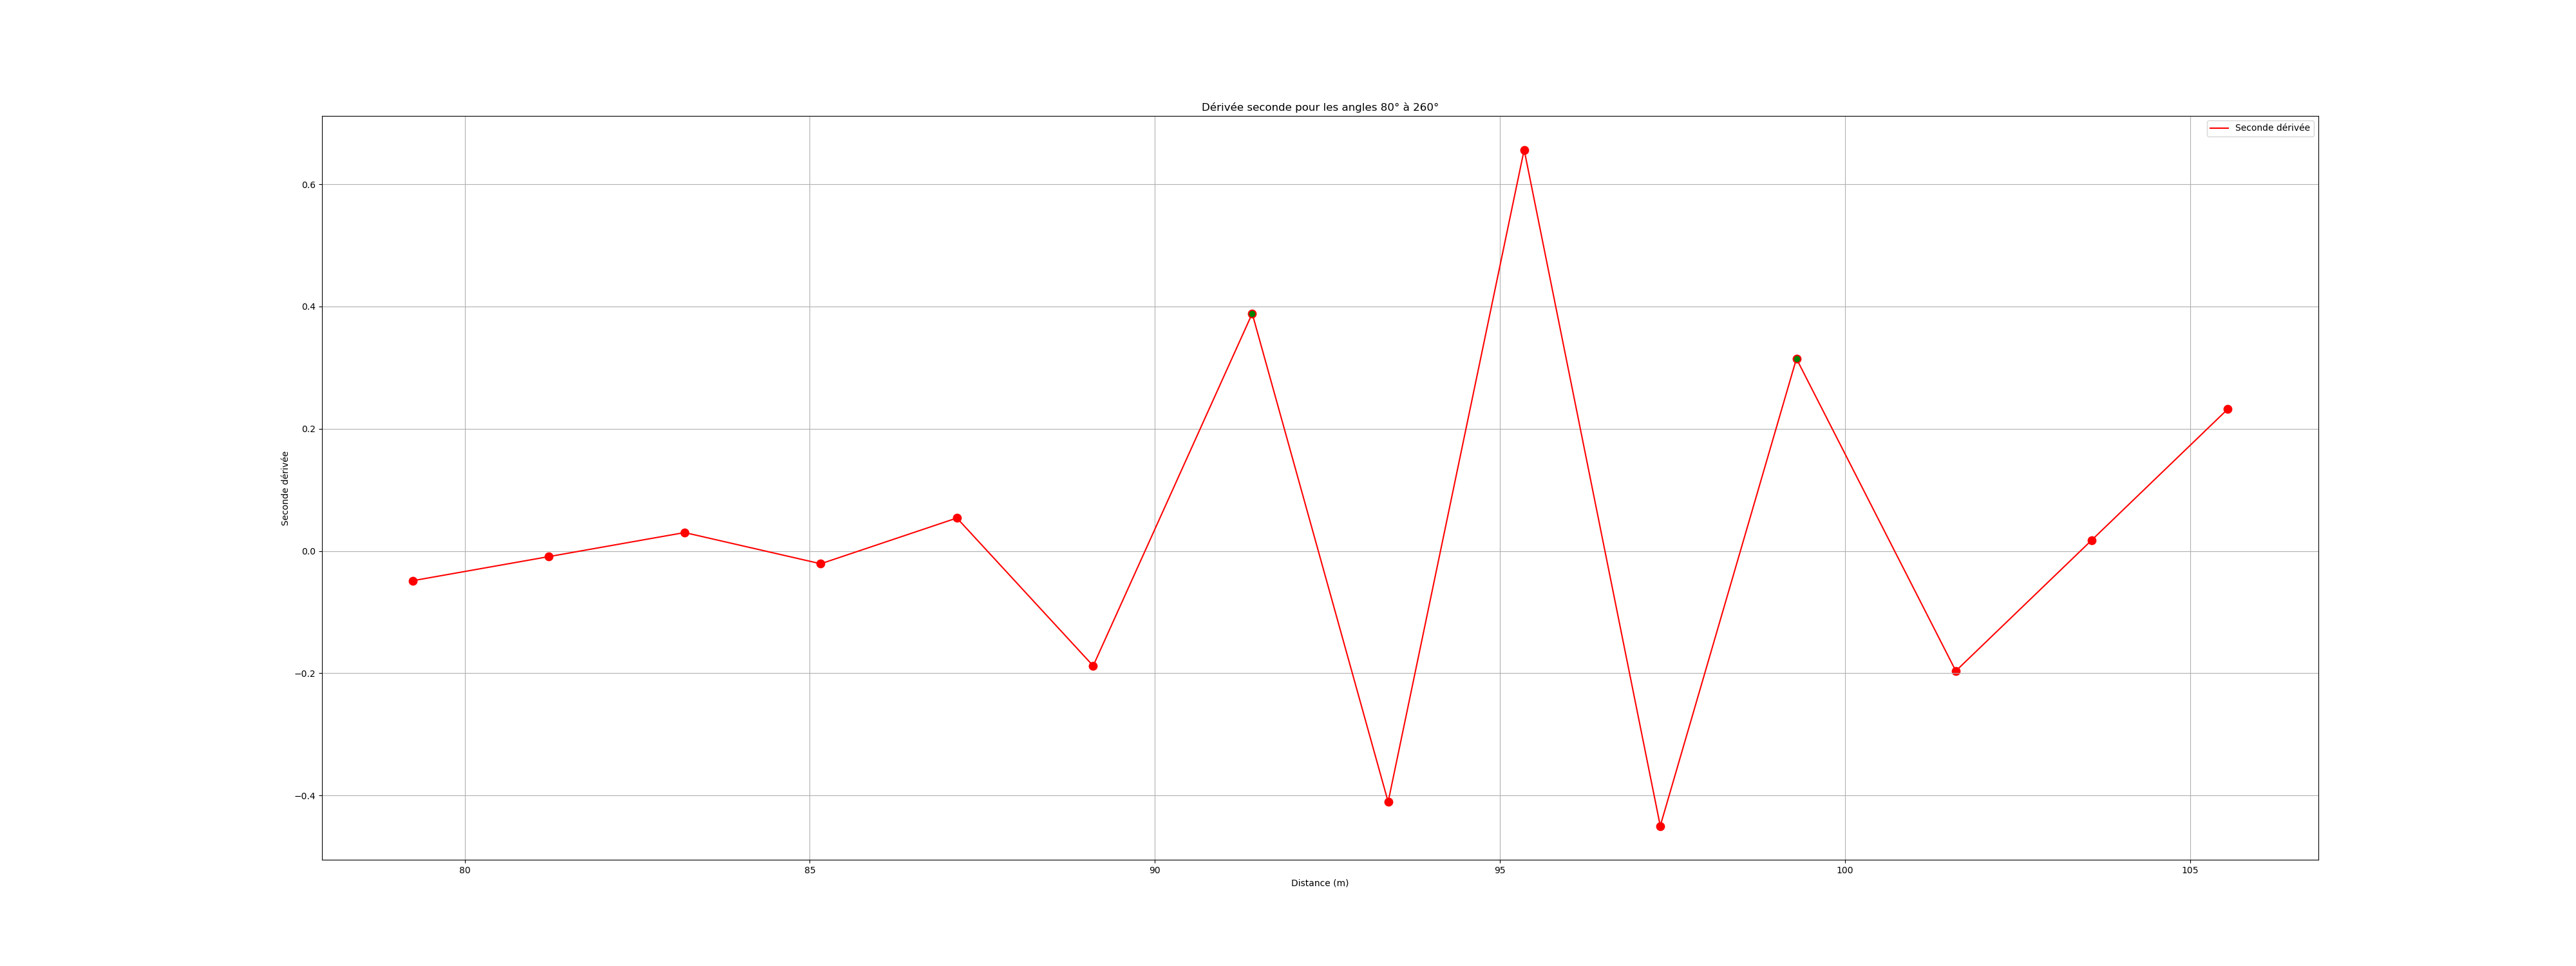 Dérivée seconde pour les angles 80° à 260°
Seconde dérivée
0.6
0.4
0.2
0.0
−0.2
−0.4
Seconde dérivée
80 85 90 95 100 105
Distance (m)